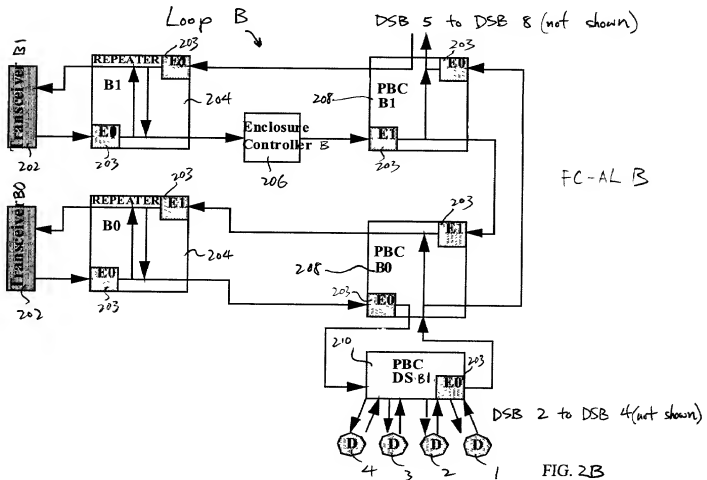 Loop B
DSB 5 to DSB 8 (not shown)
Transceiver B1
202
REPEATER
B1
203
E0
204
E0
203
Enclosure
Controller B
206
208
PBC
B1
203
E0
E1
203
FC-AL B
Transceiver B0
202
REPEATER
B0
203
E1
204
E0
203
208
PBC
B0
203
E1
203
E0
210
PBC
DS B1
203
E0
DSB 2 to DSB 4 (not shown)
D
D
D
D
4
3
2
1
FIG. 2B